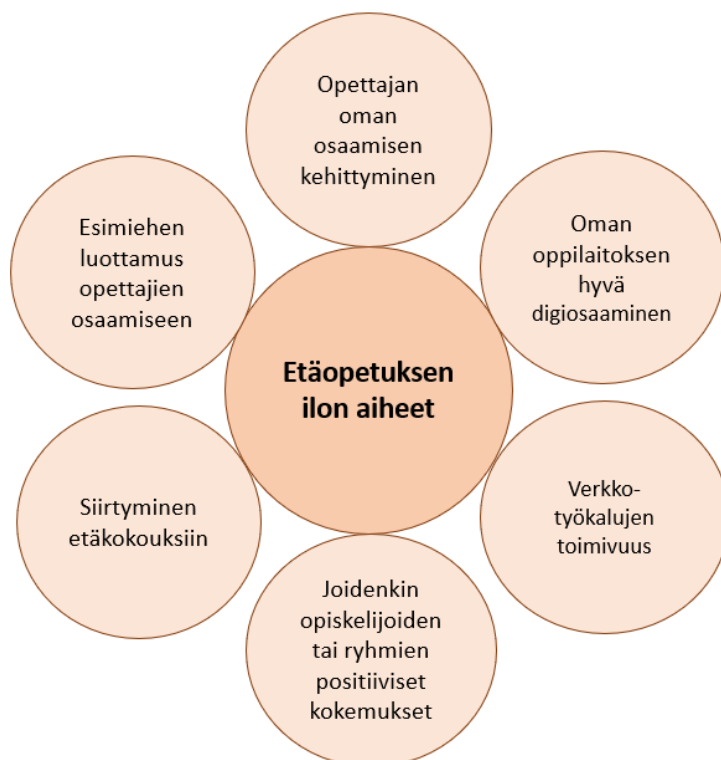 Opettajan
oman
osaamisen
kehittyminen
Oman
oppilaitoksen
hyvä
digiosaaminen
Verkko-
työkalujen
toimivuus
Joidenkin
opiskelijoiden
tai ryhmien
positiiviset
kokemukset
Siirtyminen
etäkokouksiin
Esimiehen
luottamus
opettajien
osaamiseen
Etäopetuksen
ilon aiheet